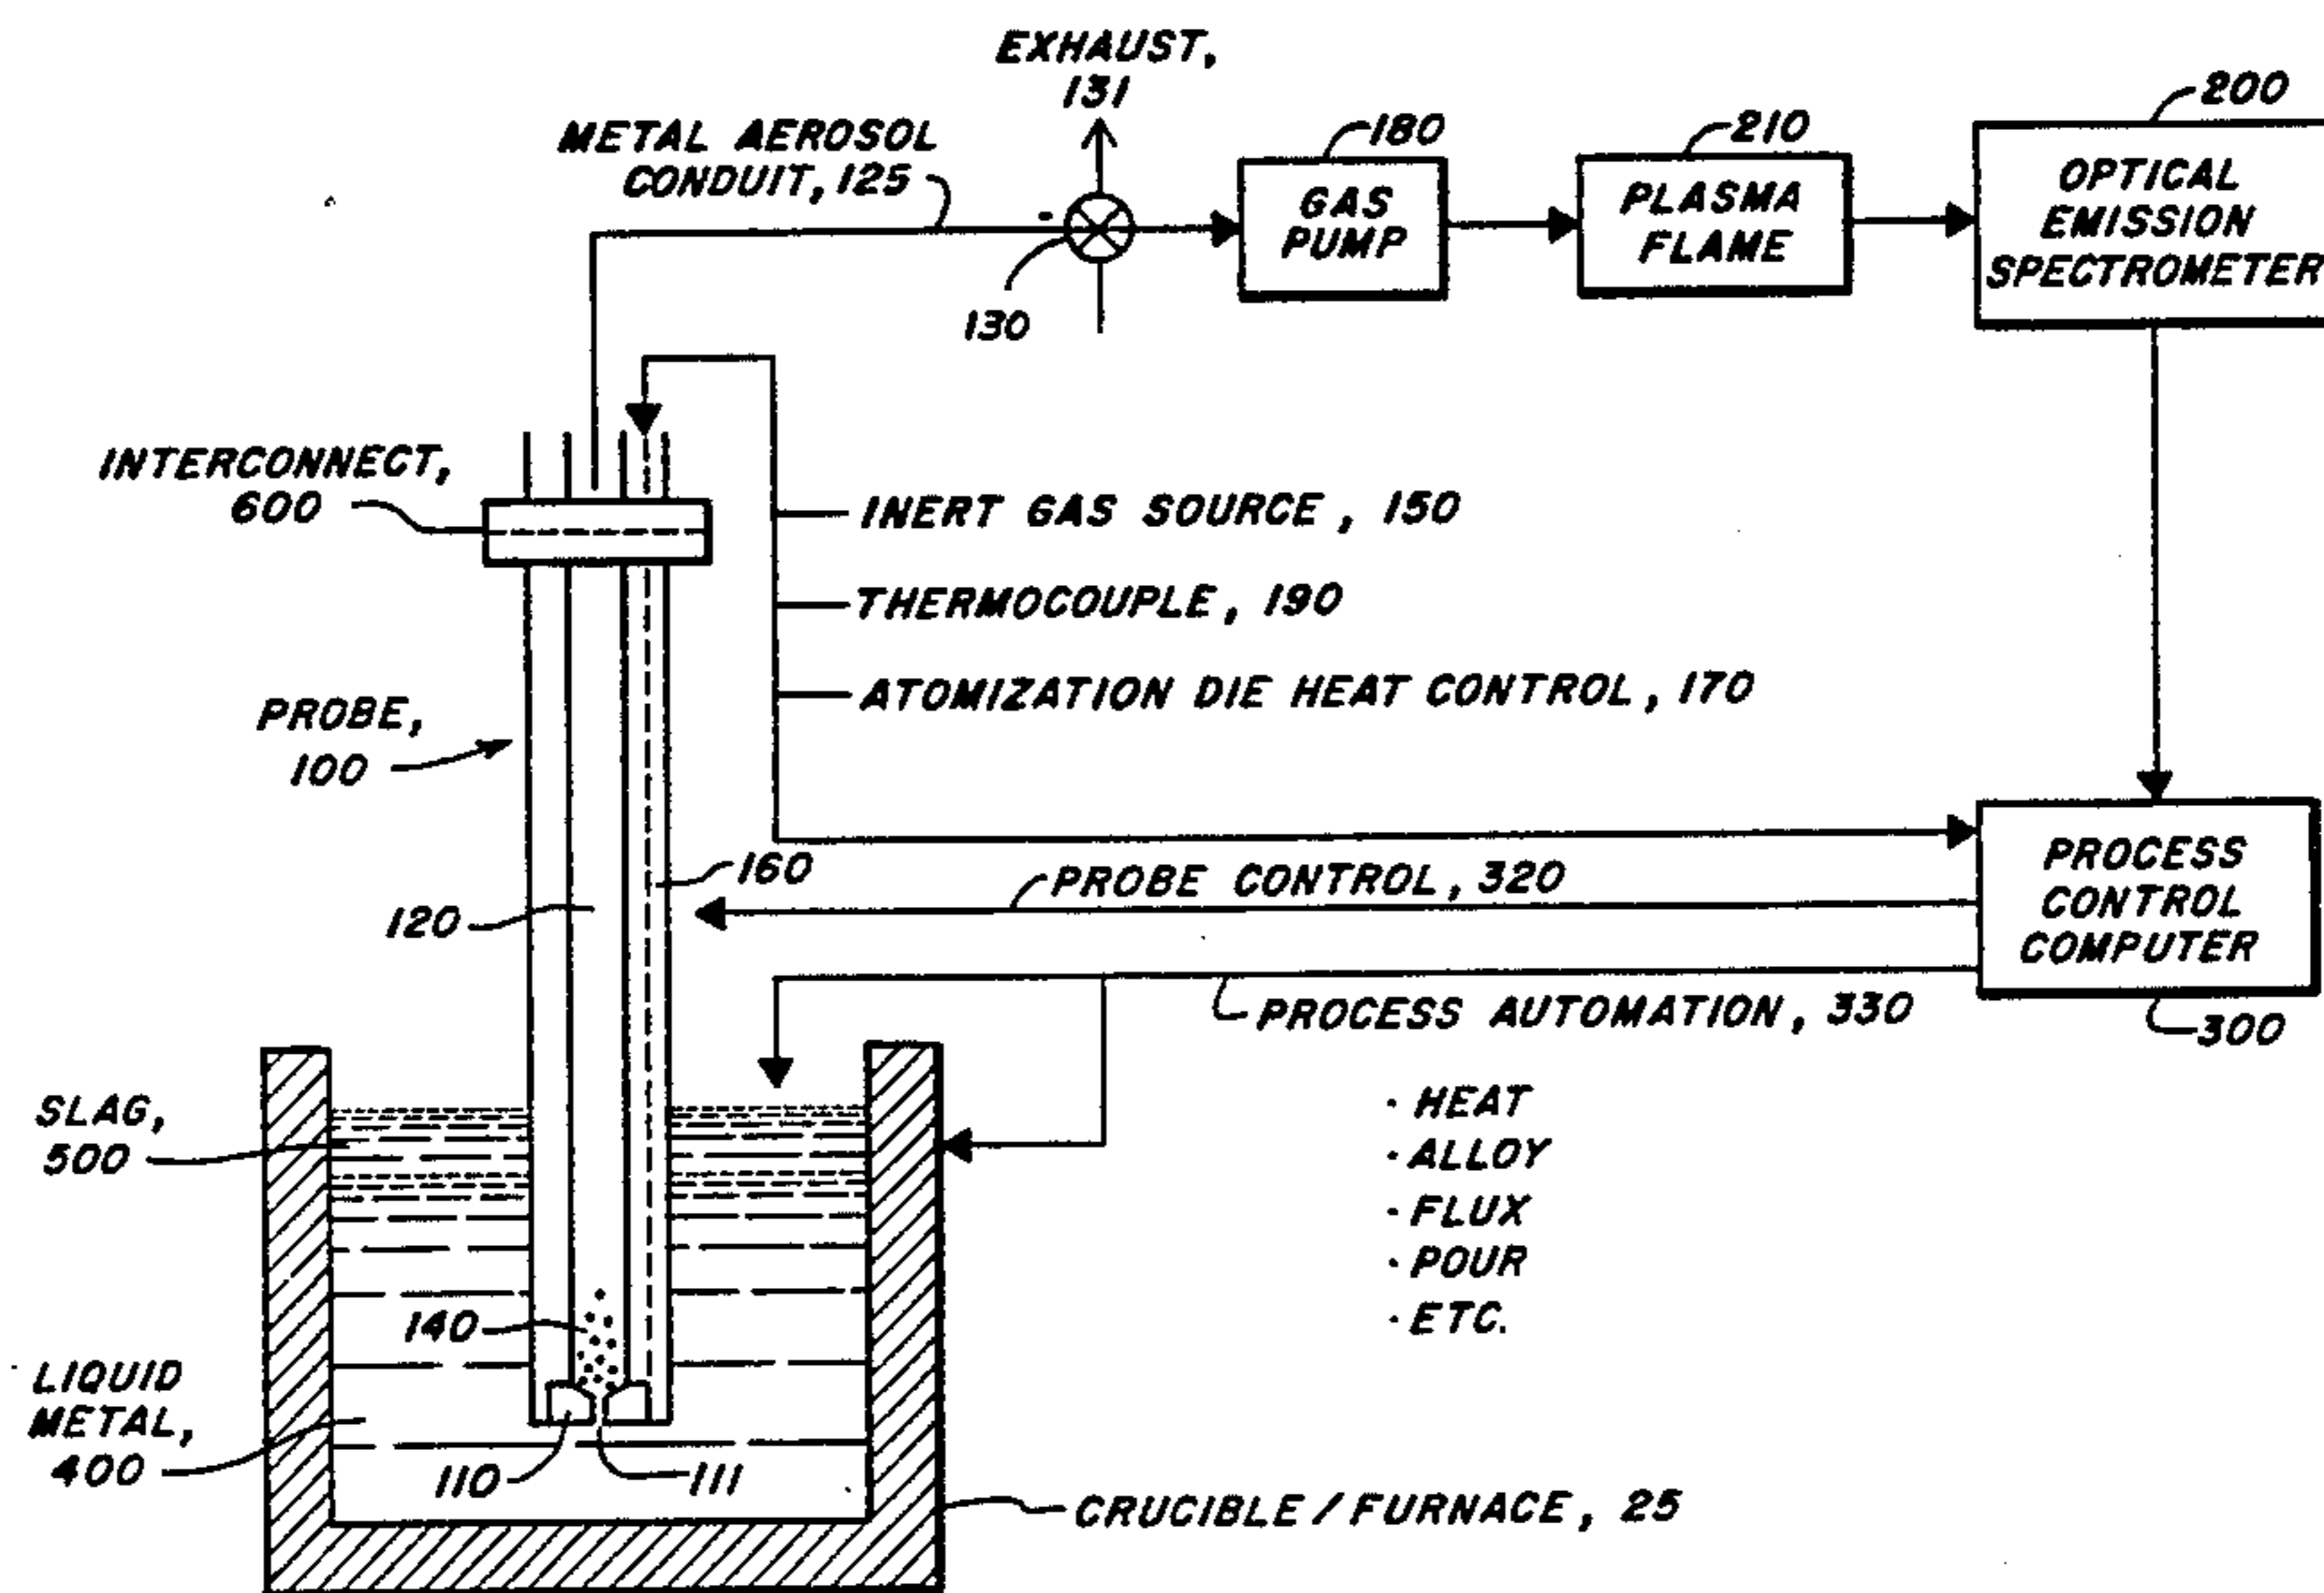 EXHAUST,
131
METAL AEROSOL
CONDUIT, 125
130
180
GAS
PUMP
210
PLASMA
FLAME
200
OPTICAL
EMISSION
SPECTROMETER
INTERCONNECT,
600
INERT GAS SOURCE, 150
THERMOCOUPLE, 190
ATOMIZATION DIE HEAT CONTROL, 170
PROBE,
100
160
120
PROBE CONTROL, 320
PROCESS
CONTROL
COMPUTER
300
PROCESS AUTOMATION, 330
· HEAT
· ALLOY
· FLUX
· POUR
· ETC.
SLAG,
500
140
LIQUID
METAL,
400
110
111
CRUCIBLE / FURNACE, 25